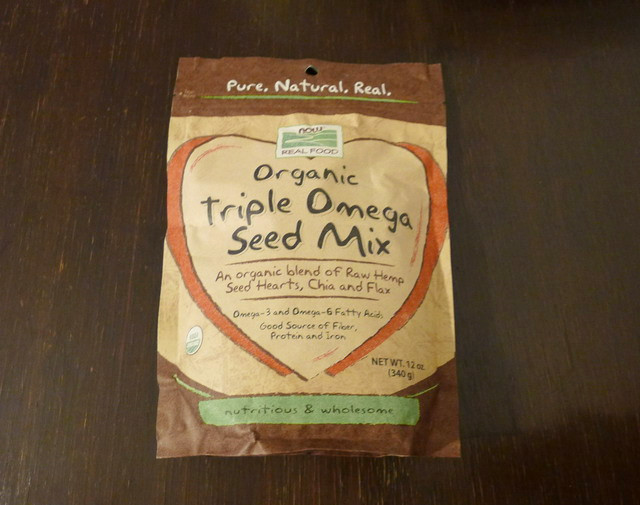 Pure, Natural, Real,
now
REAL FOOD
Organic
Triple Omega
Seed Mix
An organic blend of Raw Hemp
Seed Hearts, Chia and Flax
Omega-3 and Omega-6 Fatty Acids
Good Source of Fiber,
Protein and Iron
NET WT. 12 oz.
(340 g)
nutritious & wholesome